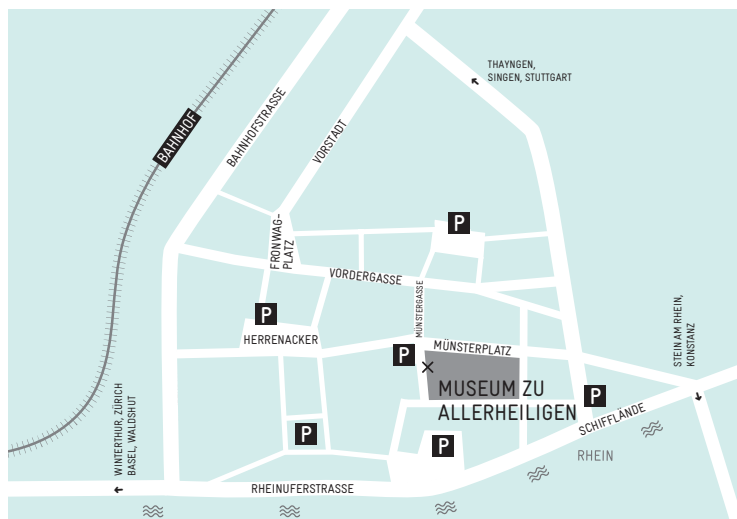 THAYNGEN,
SINGEN, STUTTGART
BAHNHOF
BAHNHOFSTRASSE
VORSTADT
FRONWAG-
PLATZ
P
VORDERGASSE
MÜNSTERGASSE
P
HERRENACKER
P
MÜNSTERPLATZ
STEIN AM RHEIN,
KONSTANZ
MUSEUM ZU
ALLERHEILIGEN
P
SCHIFFLÄNDE
WINTERTHUR, ZÜRICH
BASEL, WALDSHUT
P
P
RHEIN
RHEINUFERSTRASSE